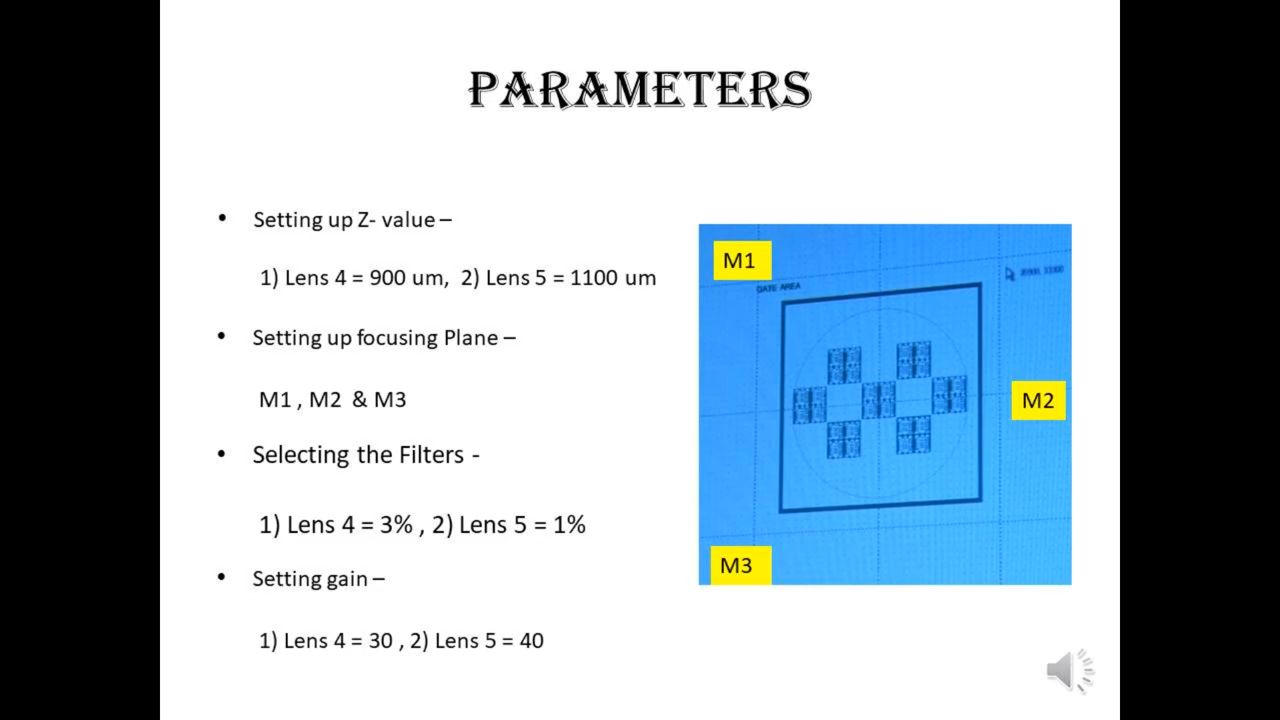 PARAMETERS
• Setting up Z- value –
1) Lens 4 = 900 um, 2) Lens 5 = 1100 um
• Setting up focusing Plane –
M1 , M2 & M3
• Selecting the Filters -
1) Lens 4 = 3% , 2) Lens 5 = 1%
• Setting gain –
1) Lens 4 = 30 , 2) Lens 5 = 40
M1
M2
M3